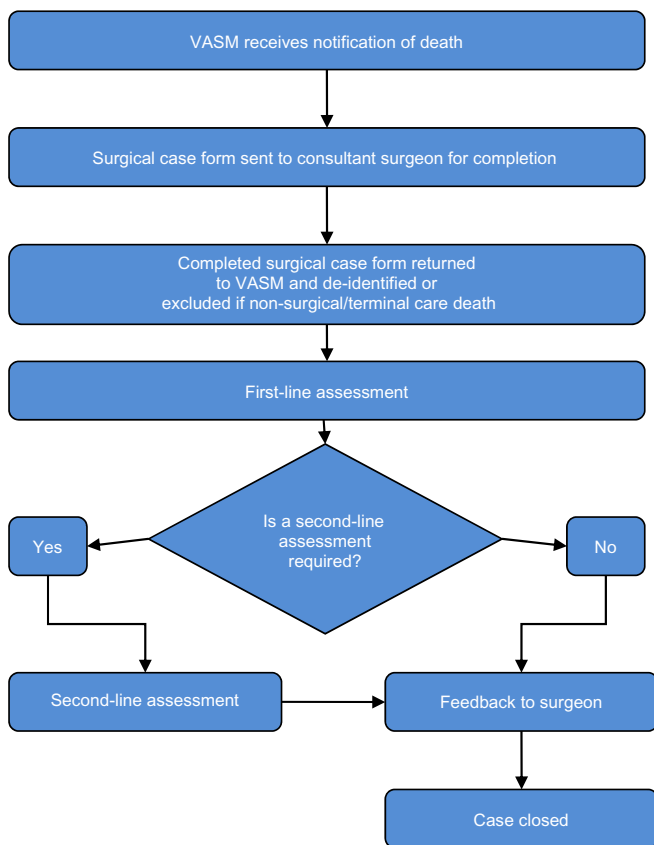 VASM receives notification of death
Surgical case form sent to consultant surgeon for completion
Completed surgical case form returned
to VASM and de-identified or
excluded if non-surgical/terminal care death
First-line assessment
Is a second-line
assessment
required?
Yes
No
Second-line assessment
Feedback to surgeon
Case closed